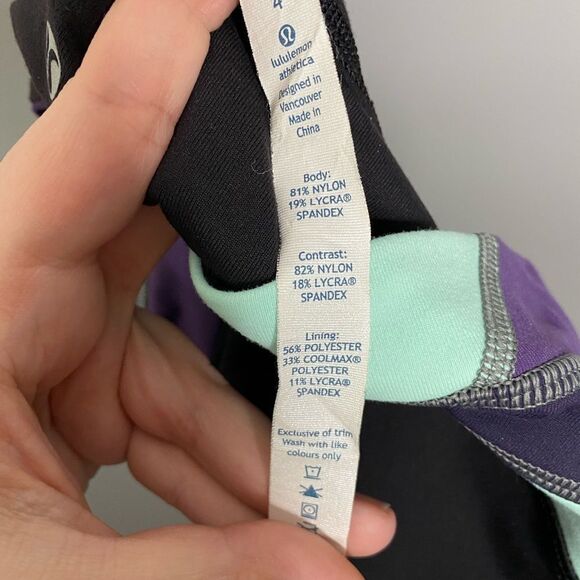 4
lululemon
athletica
Designed in
Vancouver
Made in
China
Body:
81% NYLON
19% LYCRA®
SPANDEX
Contrast:
82% NYLON
18% LYCRA®
SPANDEX
Lining:
56% POLYESTER
33% COOLMAX®
POLYESTER
11% LYCRA®
SPANDEX
Exclusive of trim
Wash with like
colours only